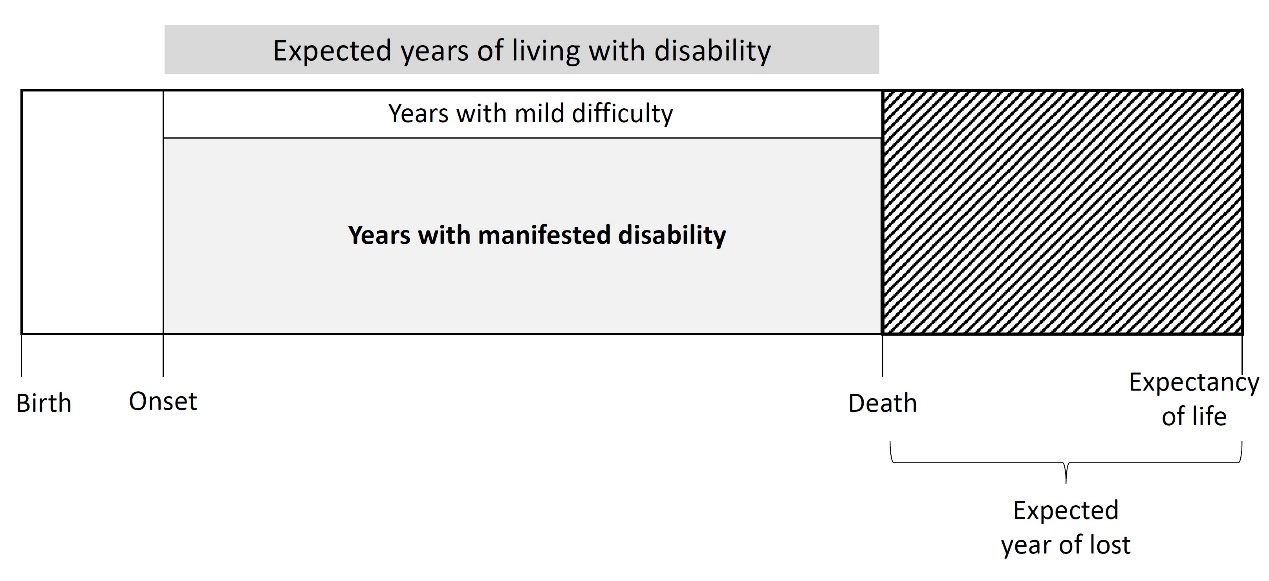 Expected years of living with disability
Years with mild difficulty
Years with manifested disability
Birth
Onset
Death
Expectancy
of life
Expected
year of lost